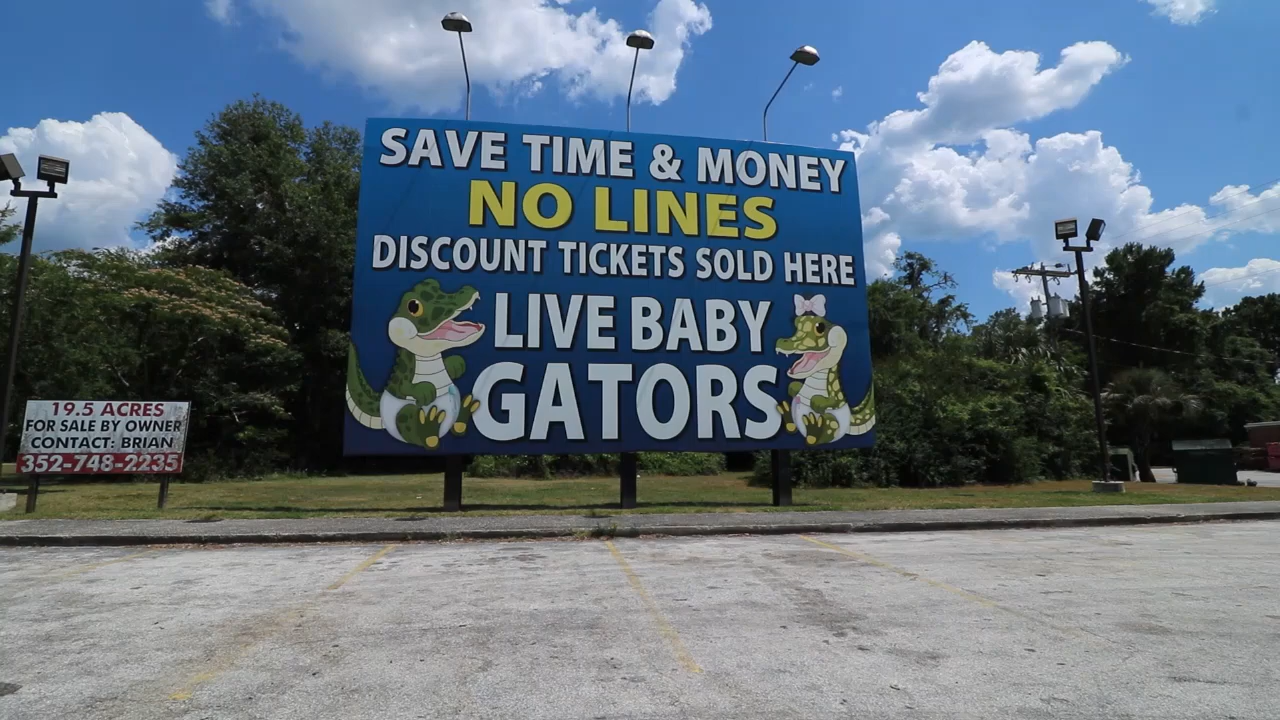 SAVE TIME & MONEY
NO LINES
DISCOUNT TICKETS SOLD HERE
LIVE BABY
GATORS
19.5 ACRES
FOR SALE BY OWNER
CONTACT: BRIAN
352-748-2235